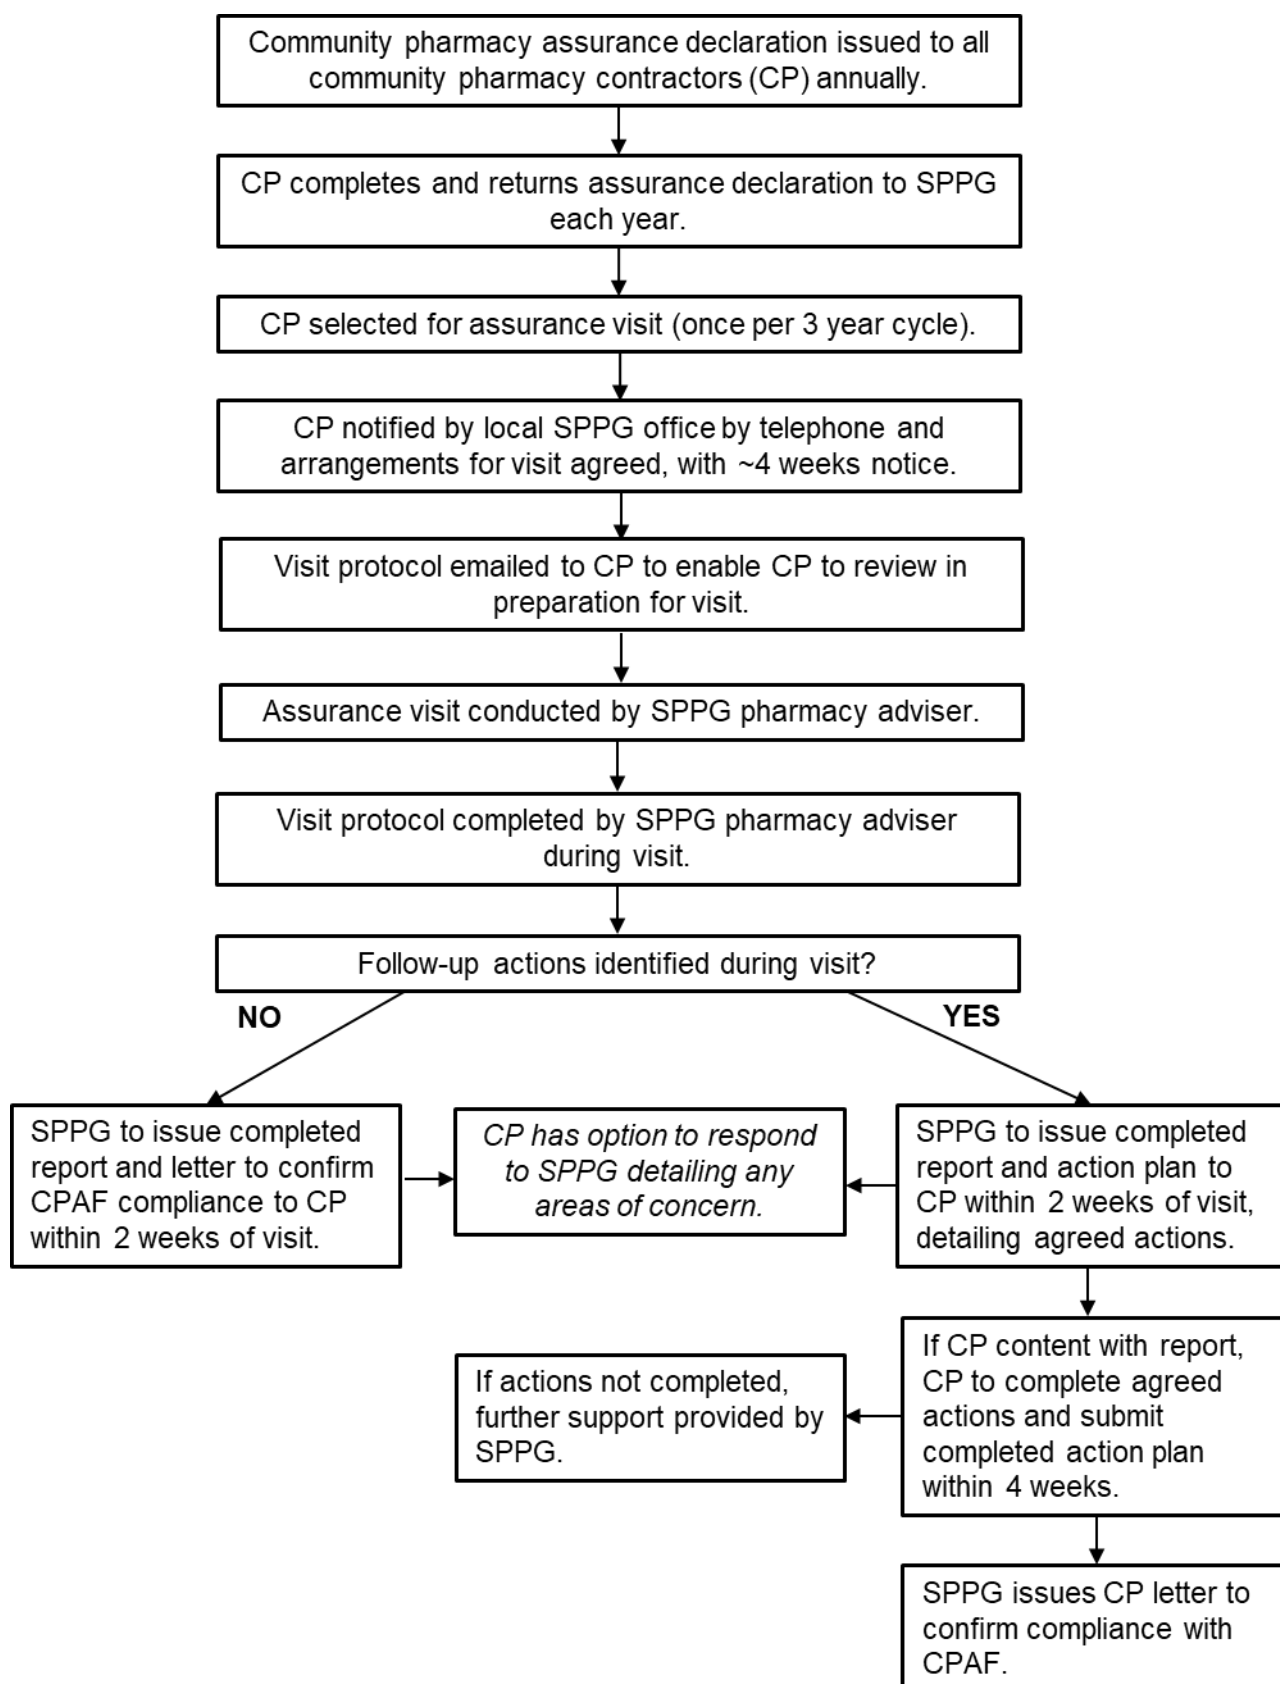 Community pharmacy assurance declaration issued to all
community pharmacy contractors (CP) annually.
CP completes and returns assurance declaration to SPPG
each year.
CP selected for assurance visit (once per 3 year cycle).
CP notified by local SPPG office by telephone and
arrangements for visit agreed, with ~4 weeks notice.
Visit protocol emailed to CP to enable CP to review in
preparation for visit.
Assurance visit conducted by SPPG pharmacy adviser.
Visit protocol completed by SPPG pharmacy adviser
during visit.
Follow-up actions identified during visit?
NO
YES
SPPG to issue completed
report and letter to confirm
CPAF compliance to CP
within 2 weeks of visit.
CP has option to respond
to SPPG detailing any
areas of concern.
SPPG to issue completed
report and action plan to
CP within 2 weeks of visit,
detailing agreed actions.
If actions not completed,
further support provided by
SPPG.
If CP content with report,
CP to complete agreed
actions and submit
completed action plan
within 4 weeks.
SPPG issues CP letter to
confirm compliance with
CPAF.